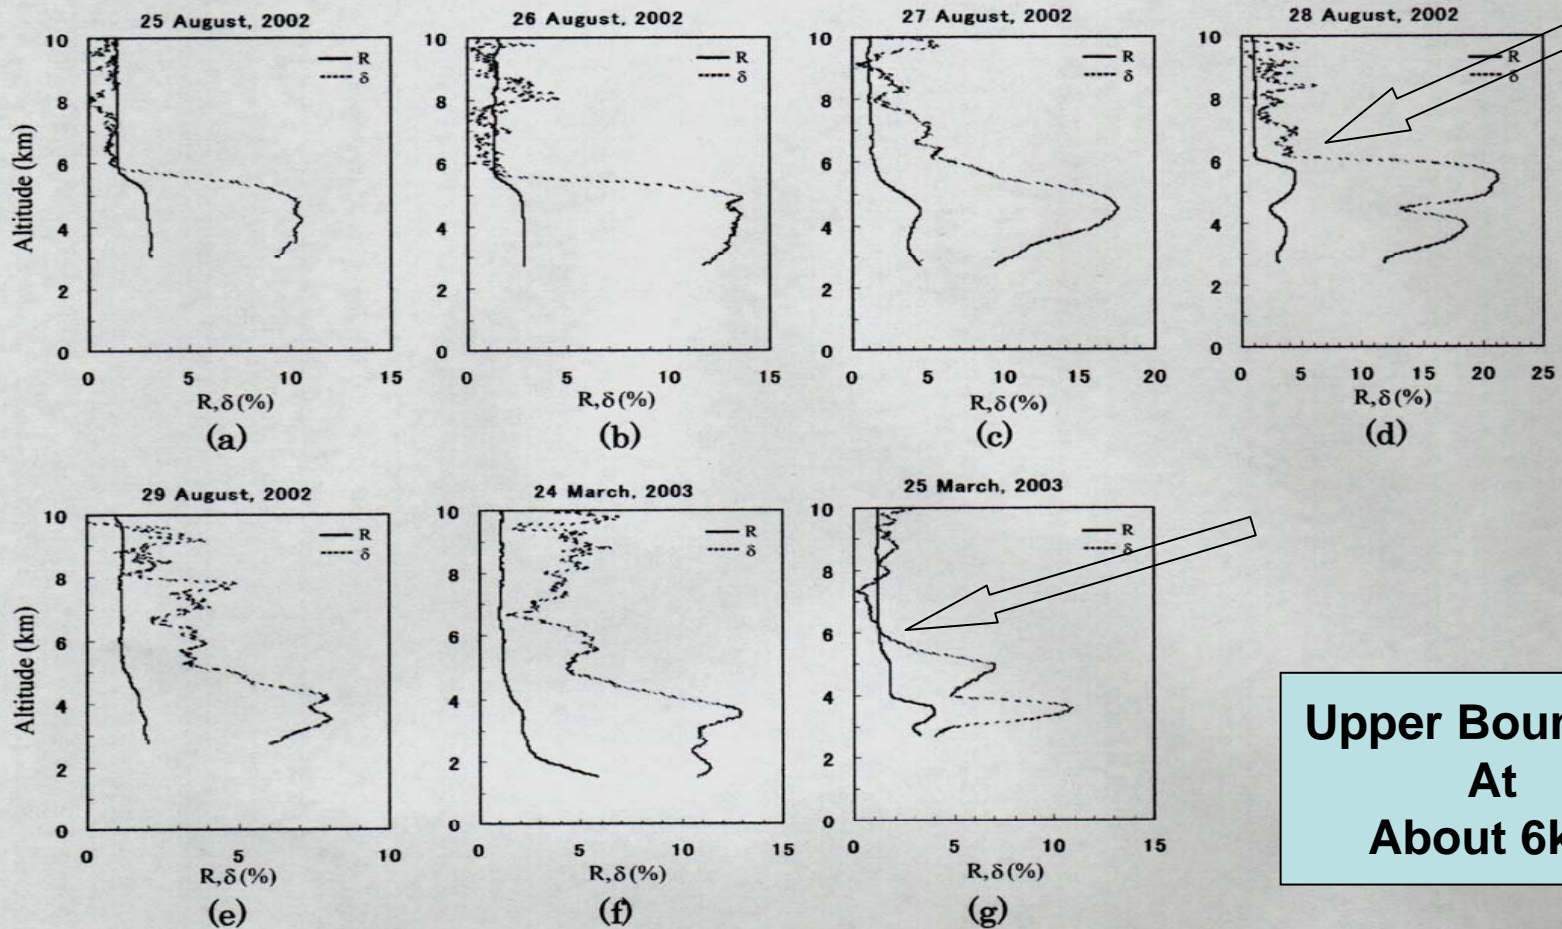 25 August, 2002
26 August, 2002
27 August, 2002
28 August, 2002
10
8
6
4
2
0
Altitude (km)
R
δ
0 5 10 15
R,δ(%)
(a)
10
8
6
4
2
0
R
δ
0 5 10 15
R,δ(%)
(b)
10
8
6
4
2
0
R
δ
0 5 10 15 20
R,δ(%)
(c)
10
8
6
4
2
0
R
δ
0 5 10 15 20 25
R,δ(%)
(d)
29 August, 2002
24 March, 2003
25 March, 2003
10
8
6
4
2
0
Altitude (km)
R
δ
0 5 10
R,δ(%)
(e)
10
8
6
4
2
0
R
δ
0 5 10 15
R,δ(%)
(f)
10
8
6
4
2
0
R
δ
0 5 10 15
R,δ(%)
(g)
Upper Boun
At
About 6k